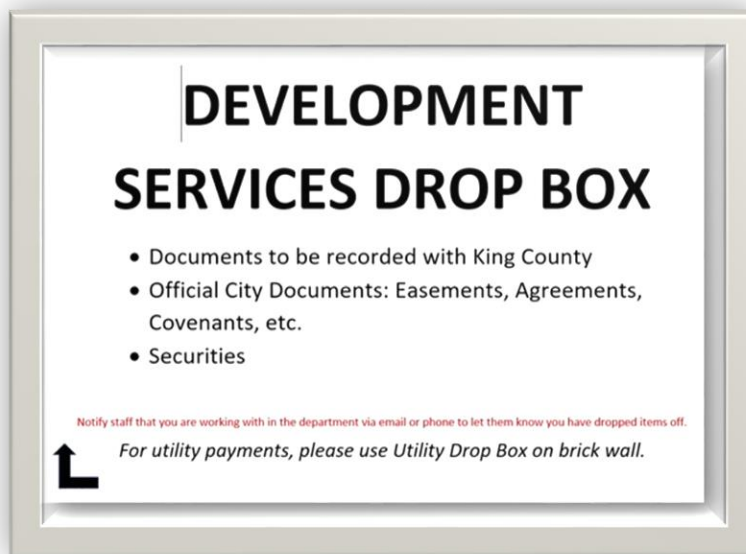 DEVELOPMENT
SERVICES DROP BOX
• Documents to be recorded with King County
• Official City Documents: Easements, Agreements,
Covenants, etc.
• Securities
Notify staff that you are working with in the department via email or phone to let them know you have dropped items off.
For utility payments, please use Utility Drop Box on brick wall.